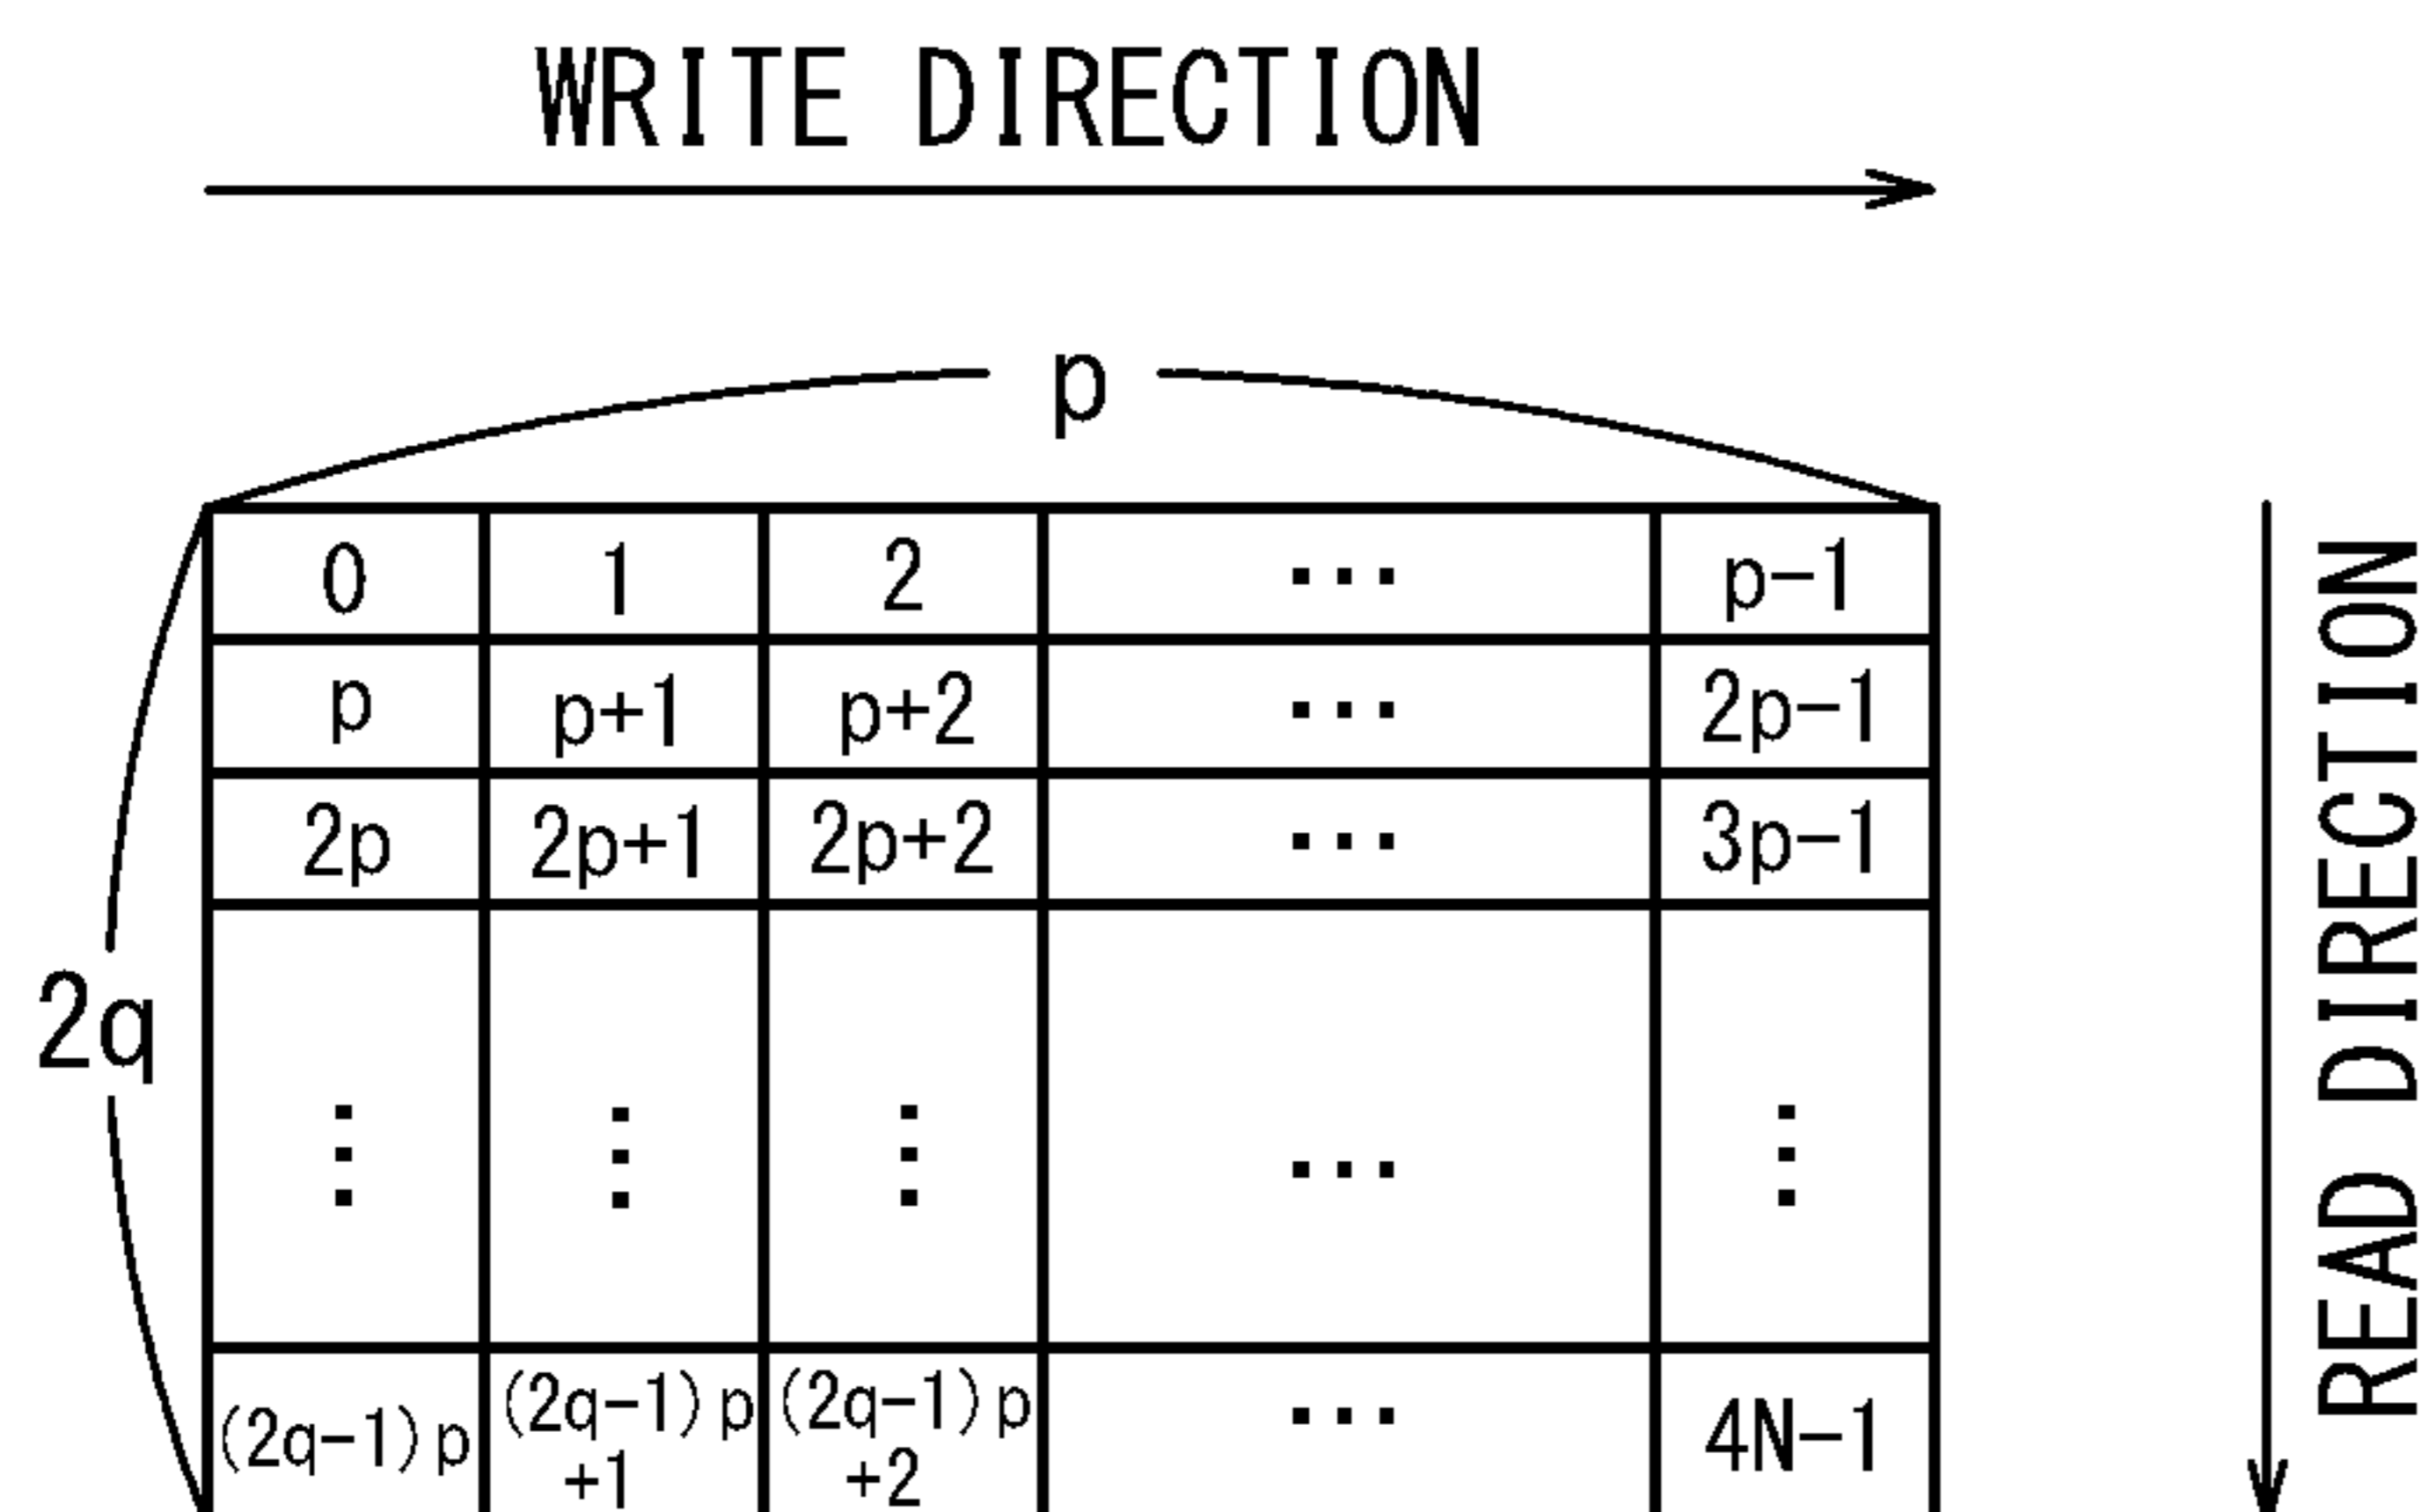 WRITE DIRECTION
p
0 1 2 ... p-1
p p+1 p+2 ... 2p-1
2p 2p+1 2p+2 ... 3p-1
2q
⋮ ⋮ ⋮ ... ⋮
(2q-1)p (2q-1)p+1 (2q-1)p+2 ... 4N-1
READ DIRECTION